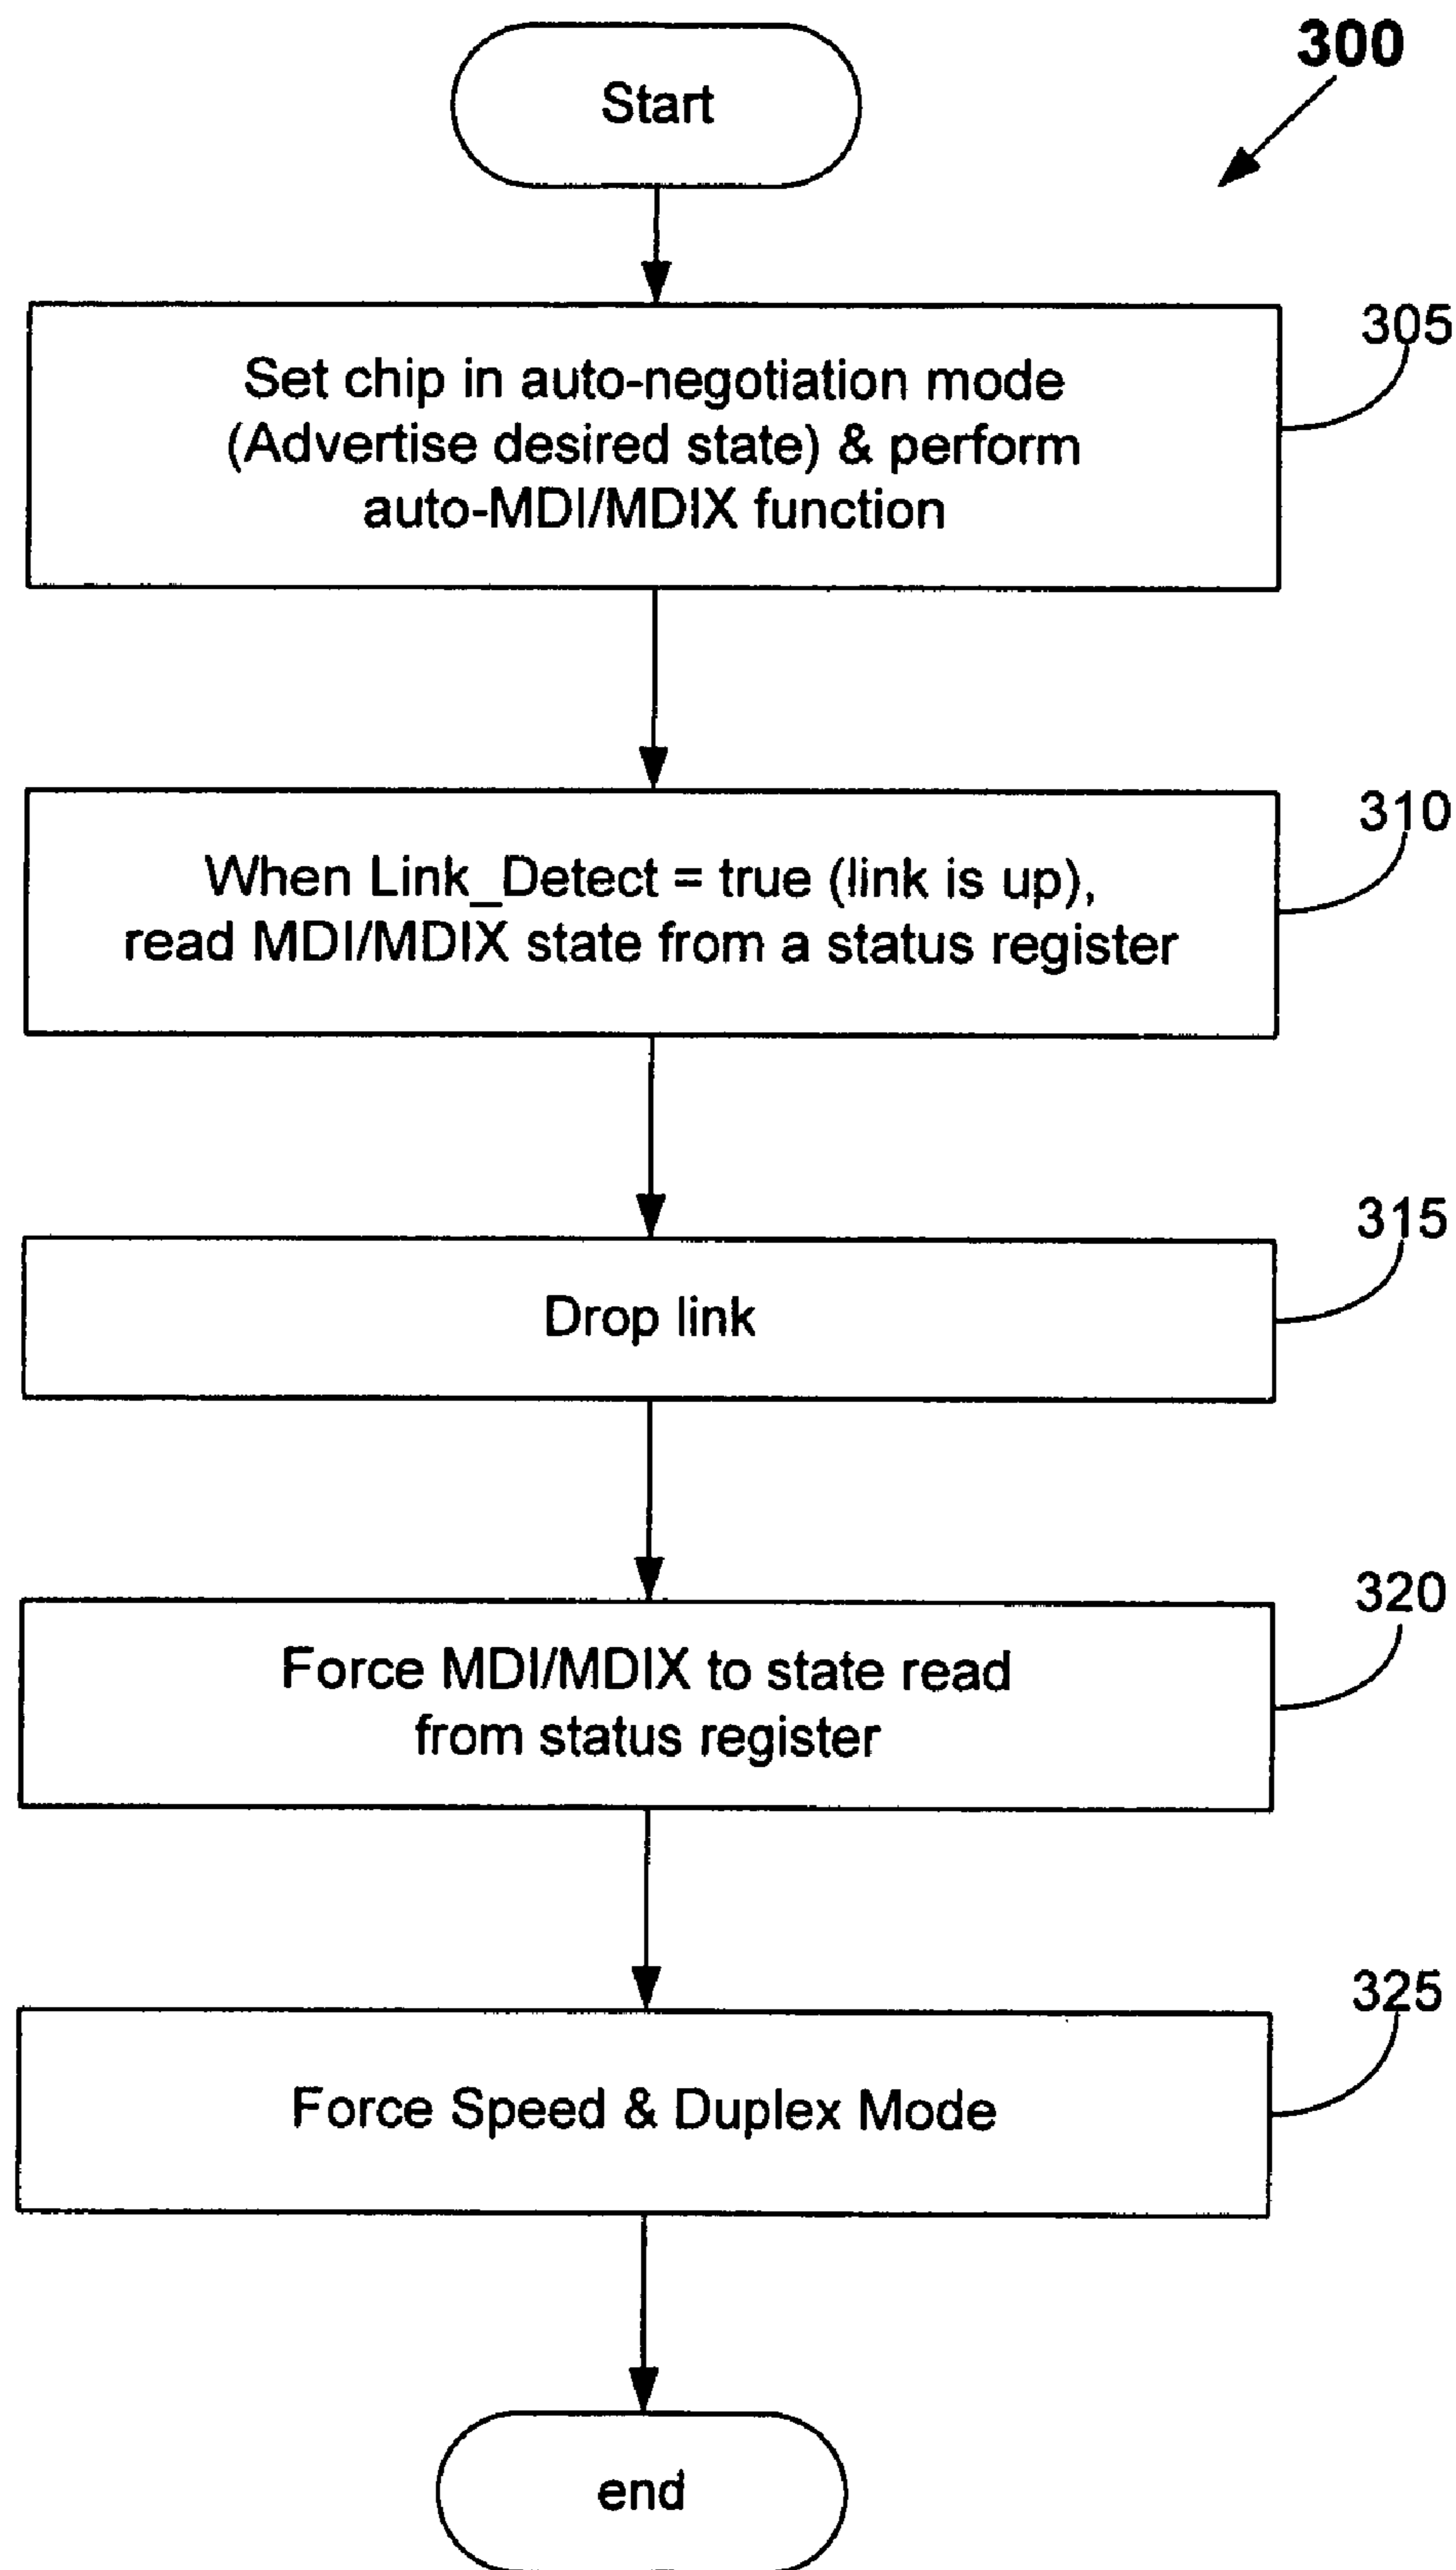 300
Start
305
Set chip in auto-negotiation mode
(Advertise desired state) & perform
auto-MDI/MDIX function
310
When Link_Detect = true (link is up),
read MDI/MDIX state from a status register
315
Drop link
320
Force MDI/MDIX to state read
from status register
325
Force Speed & Duplex Mode
end